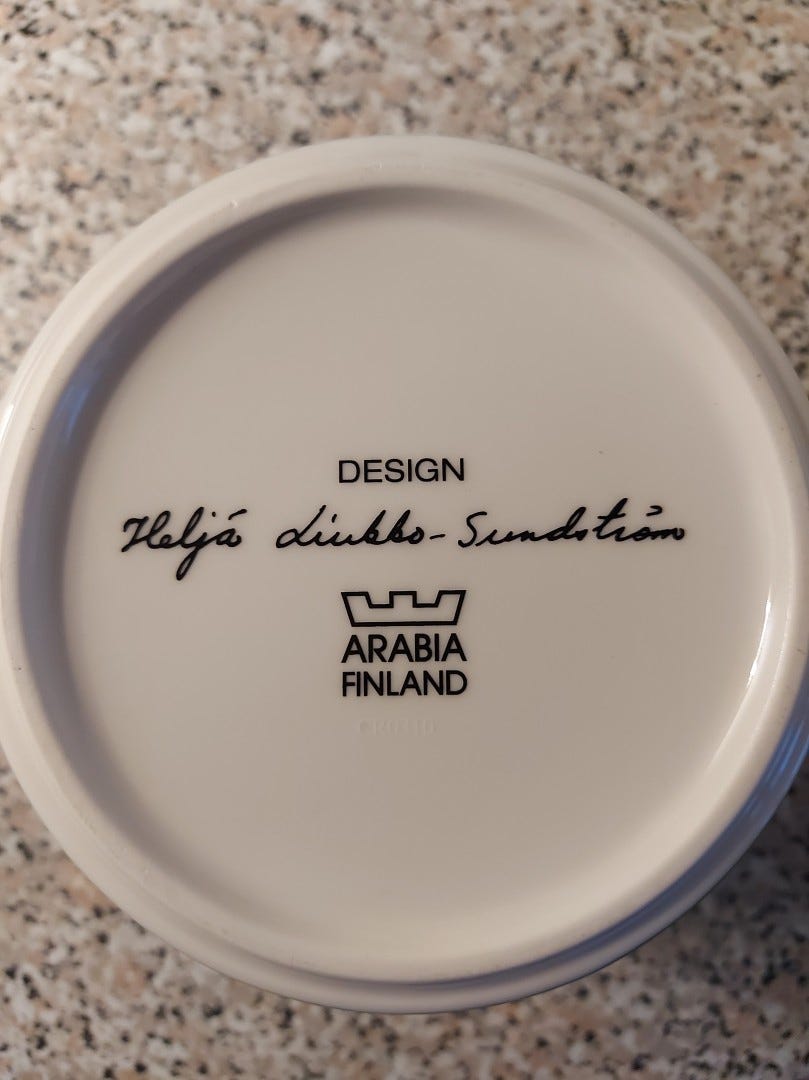 DESIGN
Heljä Liukko-Sundström
ARABIA
FINLAND